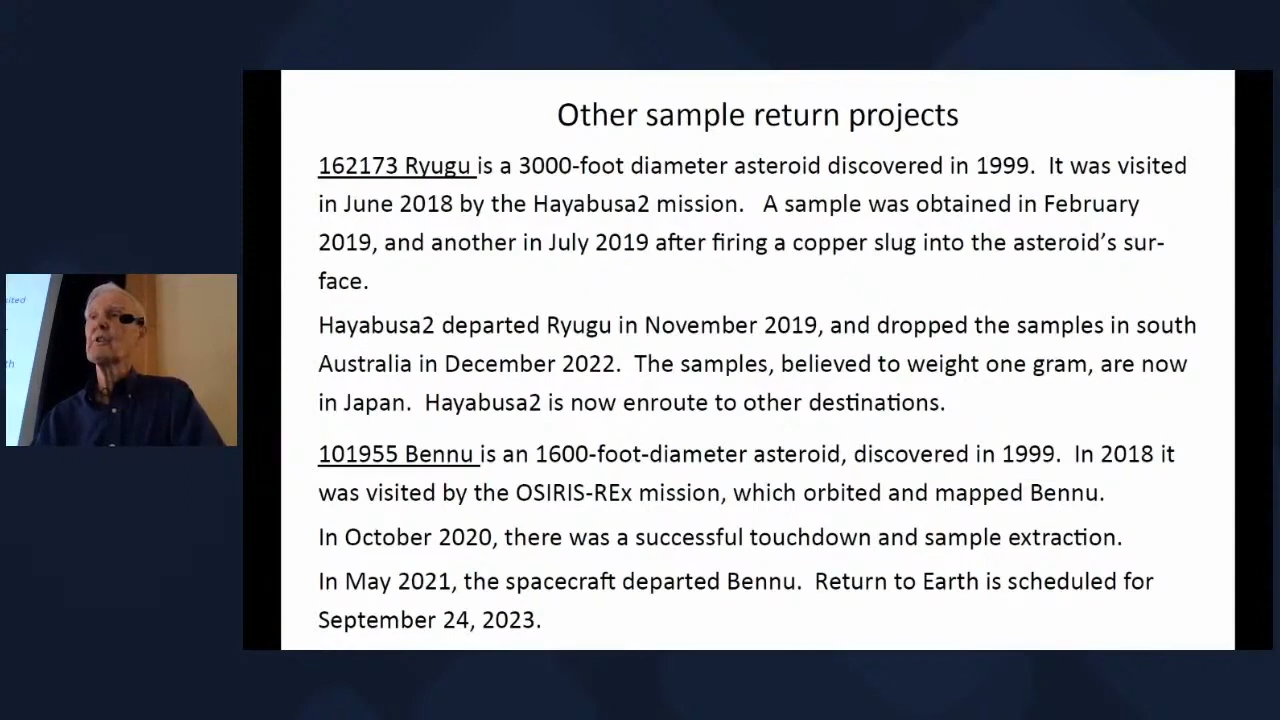 Other sample return projects
162173 Ryugu is a 3000-foot diameter asteroid discovered in 1999. It was visited
in June 2018 by the Hayabusa2 mission. A sample was obtained in February
2019, and another in July 2019 after firing a copper slug into the asteroid's sur-
face.
Hayabusa2 departed Ryugu in November 2019, and dropped the samples in south
Australia in December 2022. The samples, believed to weight one gram, are now
in Japan. Hayabusa2 is now enroute to other destinations.
101955 Bennu is an 1600-foot-diameter asteroid, discovered in 1999. In 2018 it
was visited by the OSIRIS-REx mission, which orbited and mapped Bennu.
In October 2020, there was a successful touchdown and sample extraction.
In May 2021, the spacecraft departed Bennu. Return to Earth is scheduled for
September 24, 2023.